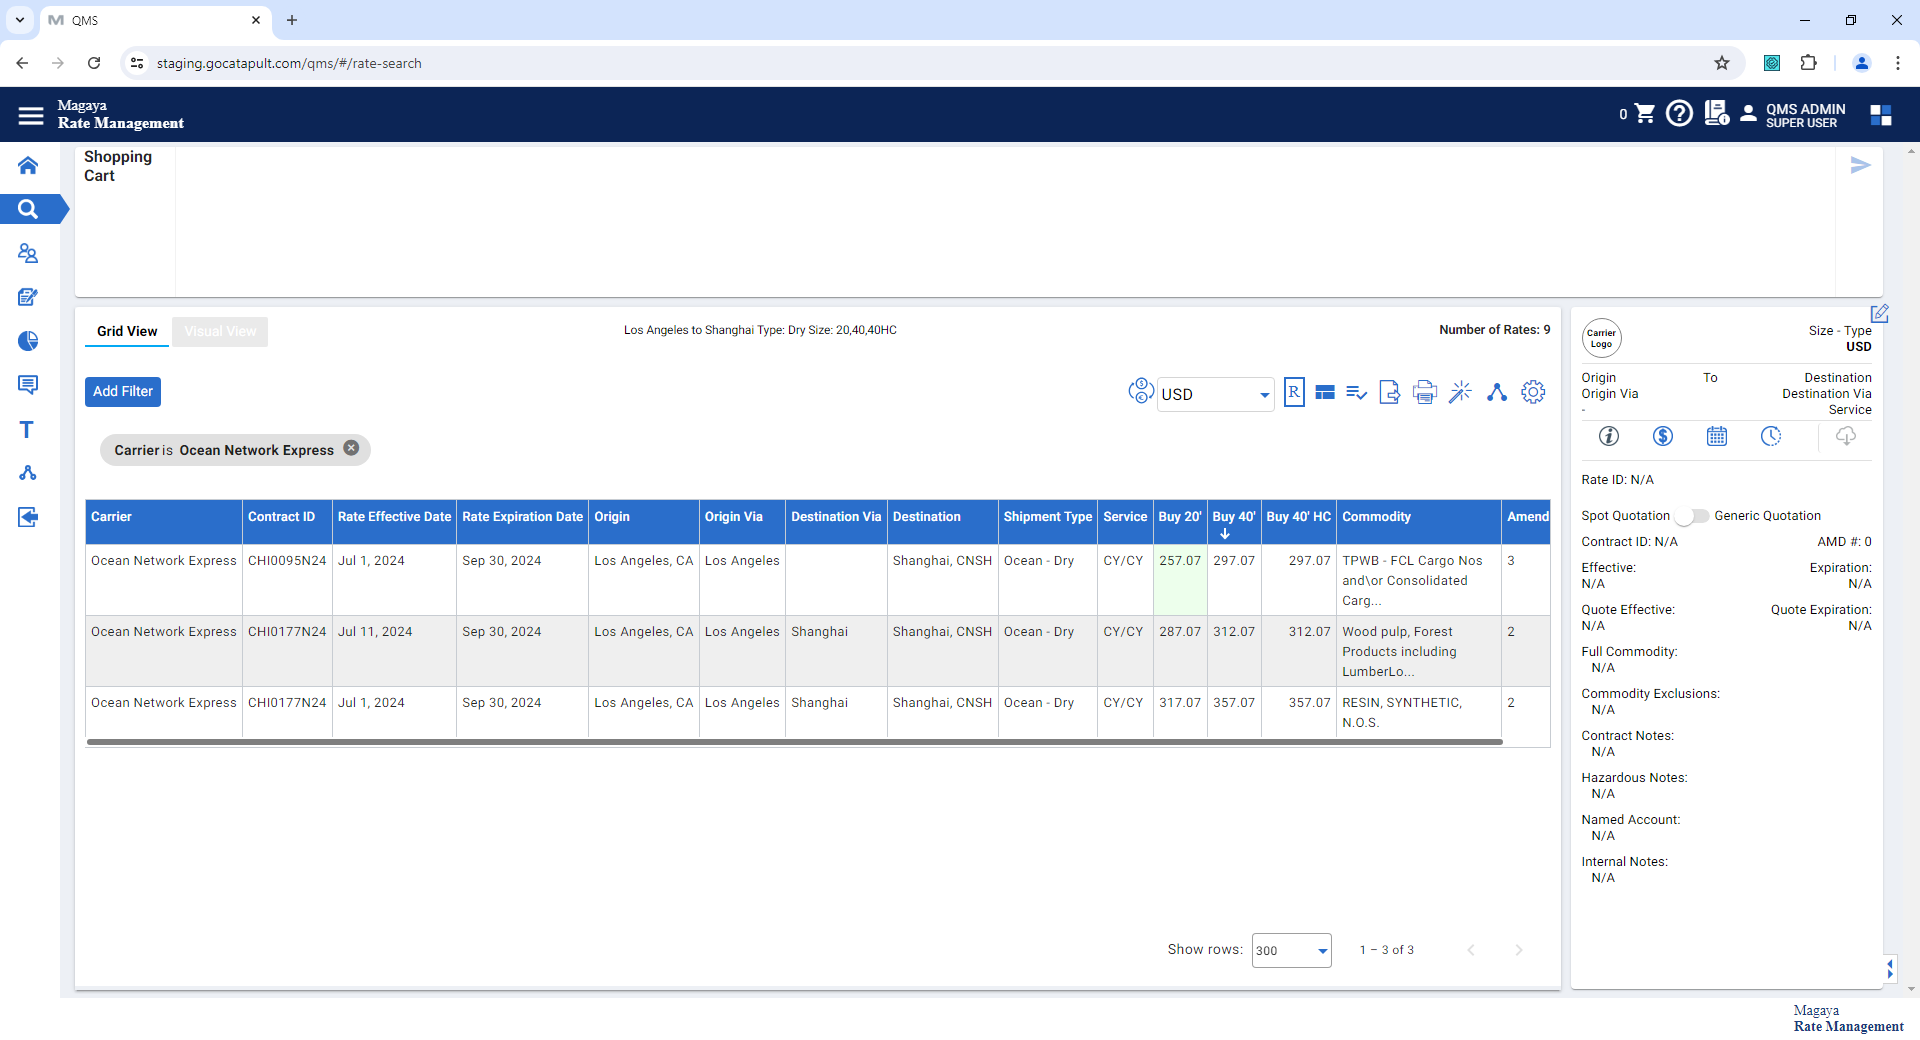 QMS
staging.gocatapult.com/qms/#/rate-search
Magaya
Rate Management
0
QMS ADMIN
SUPER USER
Shopping
Cart
Grid View
Visual View
Los Angeles to Shanghai Type: Dry Size: 20,40,40HC
Number of Rates: 9
Add Filter
USD
R
Carrier is Ocean Network Express
Carrier Contract ID Rate Effective Date Rate Expiration Date Origin Origin Via Destination Via Destination Shipment Type Service Buy 20' Buy 40' Buy 40' HC Commodity Amend
Ocean Network Express CHI0095N24 Jul 1, 2024 Sep 30, 2024 Los Angeles, CA Los Angeles Shanghai, CNSH Ocean - Dry CY/CY 257.07 297.07 297.07 TPWB - FCL Cargo Nos 3
and\or Consolidated
Carg...
Ocean Network Express CHI0177N24 Jul 11, 2024 Sep 30, 2024 Los Angeles, CA Los Angeles Shanghai Shanghai, CNSH Ocean - Dry CY/CY 287.07 312.07 312.07 Wood pulp, Forest 2
Products including
LumberLo...
Ocean Network Express CHI0177N24 Jul 1, 2024 Sep 30, 2024 Los Angeles, CA Los Angeles Shanghai Shanghai, CNSH Ocean - Dry CY/CY 317.07 357.07 357.07 RESIN, SYNTHETIC, 2
N.O.S.
Show rows: 300 1 – 3 of 3
Carrier
Logo
Size - Type
USD
Origin To Destination
Origin Via Destination Via
- Service
Rate ID: N/A
Spot Quotation Generic Quotation
Contract ID: N/A AMD #: 0
Effective: Expiration:
N/A N/A
Quote Effective: Quote Expiration:
N/A N/A
Full Commodity:
N/A
Commodity Exclusions:
N/A
Contract Notes:
N/A
Hazardous Notes:
N/A
Named Account:
N/A
Internal Notes:
N/A
Magaya
Rate Management